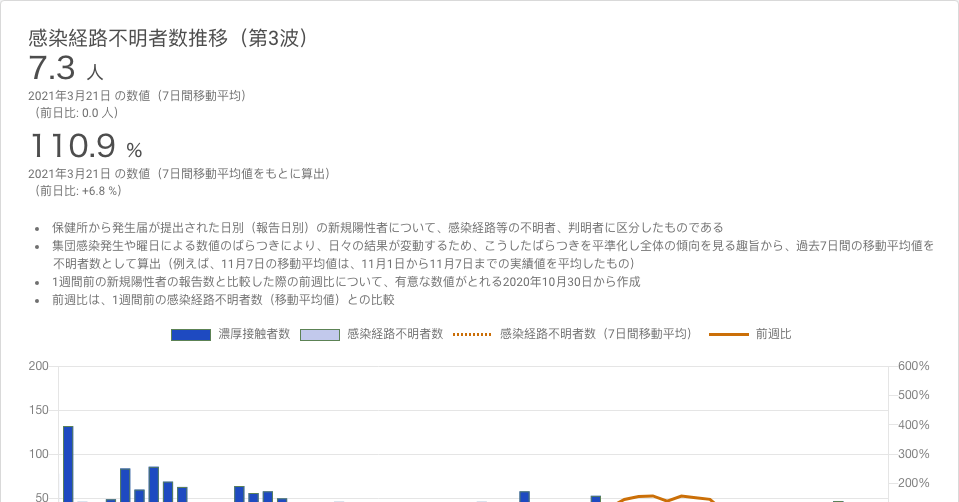 感染経路不明者数推移（第3波）
7.3 人
2021年3月21日 の数値（7日間移動平均）
（前日比: 0.0 人）
110.9 %
2021年3月21日 の数値（7日間移動平均値をもとに算出）
（前日比: +6.8 %）
保健所から発生届が提出された日別（報告日別）の新規陽性者について、感染経路等の不明者、判明者に区分したものである
集団感染発生や曜日による数値のばらつきにより、日々の結果が変動するため、こうしたばらつきを平準化し全体の傾向を見る趣旨から、過去7日間の移動平均値を
不明者数として算出（例えば、11月7日の移動平均値は、11月1日から11月7日までの実績値を平均したもの）
1週間前の新規陽性者の報告数と比較した際の前週比について、有意な数値がとれる2020年10月30日から作成
前週比は、1週間前の感染経路不明者数（移動平均値）との比較
濃厚接触者数 感染経路不明者数 感染経路不明者数（7日間移動平均） 前週比
200 600%
500%
150
400%
100 300%
200%
50